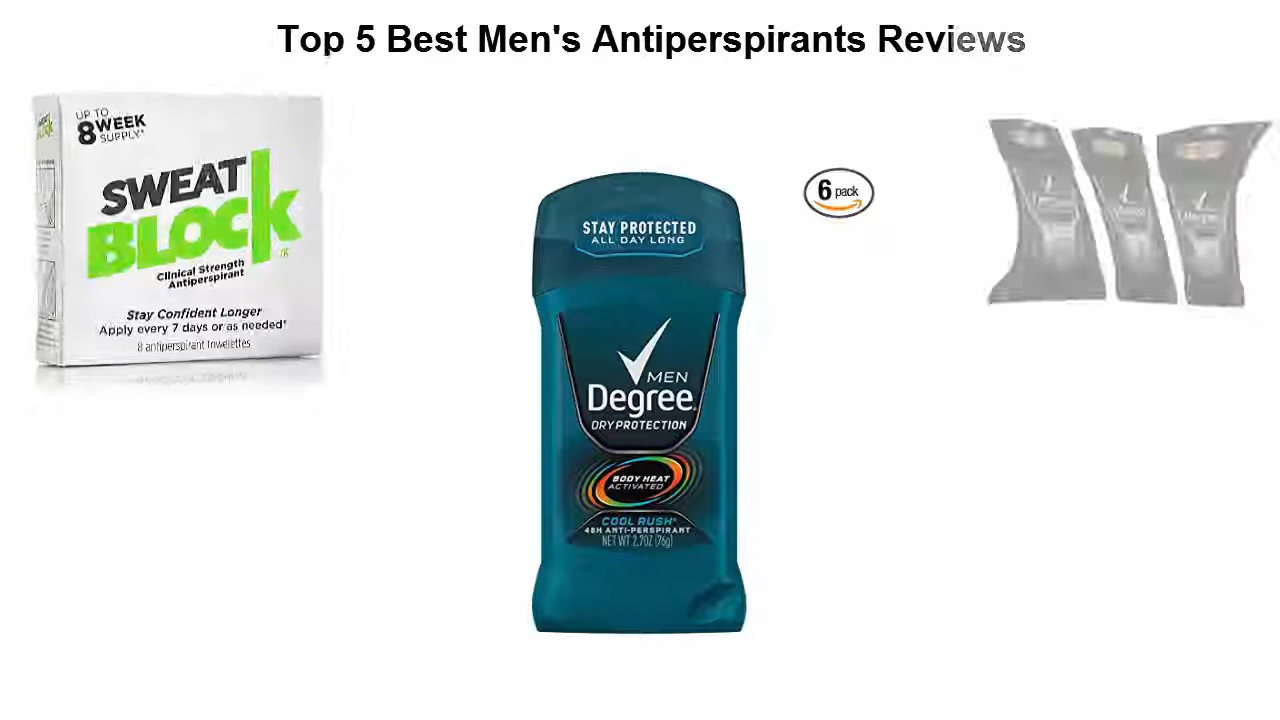 Top 5 Best Men's Antiperspirants Reviews
UP TO
8 WEEK
SUPPLY*
SWEAT
BLOCK
TM
Clinical Strength
Antiperspirant
Stay Confident Longer
Apply every 7 days or as needed*
8 antiperspirant towelettes
STAY PROTECTED
ALL DAY LONG
MEN
Degree
DRY PROTECTION
BODY HEAT
ACTIVATED
COOL RUSH
48H ANTI-PERSPIRANT
NET WT 2.7OZ (76g)
6 pack